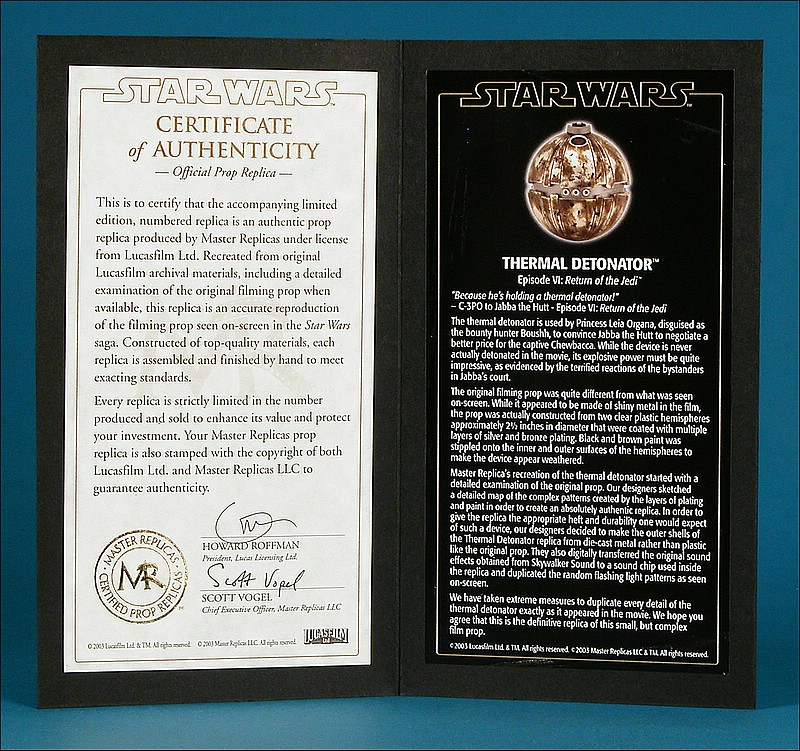 STAR WARS™
CERTIFICATE
of AUTHENTICITY
— Official Prop Replica —
This is to certify that the accompanying limited
edition, numbered replica is an authentic prop
replica produced by Master Replicas under license
from Lucasfilm Ltd. Recreated from original
Lucasfilm archival materials, including a detailed
examination of the original filming prop when
available, this replica is an accurate reproduction
of the filming prop seen on-screen in the Star Wars
saga. Constructed of top-quality materials, each
replica is assembled and finished by hand to meet
exacting standards.
Every replica is strictly limited in the number
produced and sold to enhance its value and protect
your investment. Your Master Replicas prop
replica is also stamped with the copyright of both
Lucasfilm Ltd. and Master Replicas LLC to
guarantee authenticity.
HOWARD ROFFMAN
President, Lucas Licensing Ltd.
Scott Vogel
SCOTT VOGEL
Chief Executive Officer, Master Replicas LLC
MASTER REPLICAS
MR
CERTIFIED PROP REPLICAS
LUCASFILM
Ltd
© 2003 Lucasfilm Ltd. & TM. All rights reserved. © 2003 Master Replicas LLC. All rights reserved.
STAR WARS™
THERMAL DETONATOR™
Episode VI: Return of the Jedi™
"Because he's holding a thermal detonator!"
– C-3PO to Jabba the Hutt - Episode VI: Return of the Jedi
The thermal detonator is used by Princess Leia Organa, disguised as
the bounty hunter Boushh, to convince Jabba the Hutt to negotiate a
better price for the captive Chewbacca. While the device is never
actually detonated in the movie, its explosive power must be quite
impressive, as evidenced by the terrified reactions of the bystanders
in Jabba's court.
The original filming prop was quite different from what was seen
on-screen. While it appeared to be made of shiny metal in the film,
the prop was actually constructed from two clear plastic hemispheres
approximately 2½ inches in diameter that were coated with multiple
layers of silver and bronze plating. Black and brown paint was
stippled onto the inner and outer surfaces of the hemispheres to
make the device appear weathered.
Master Replica's recreation of the thermal detonator started with a
detailed examination of the original prop. Our designers sketched
a detailed map of the complex patterns created by the layers of plating
and paint in order to create an absolutely authentic replica. In order to
give the replica the appropriate heft and durability one would expect
of such a device, our designers decided to make the outer shells of
the Thermal Detonator replica from die-cast metal rather than plastic
like the original prop. They also digitally transferred the original sound
effects obtained from Skywalker Sound to a sound chip used inside
the replica and duplicated the random flashing light patterns as seen
on-screen.
We have taken extreme measures to duplicate every detail of the
thermal detonator exactly as it appeared in the movie. We hope you
agree that this is the definitive replica of this small, but complex
film prop.
© 2003 Lucasfilm Ltd. & TM. All rights reserved. © 2003 Master Replicas LLC & TM. All rights reserved.